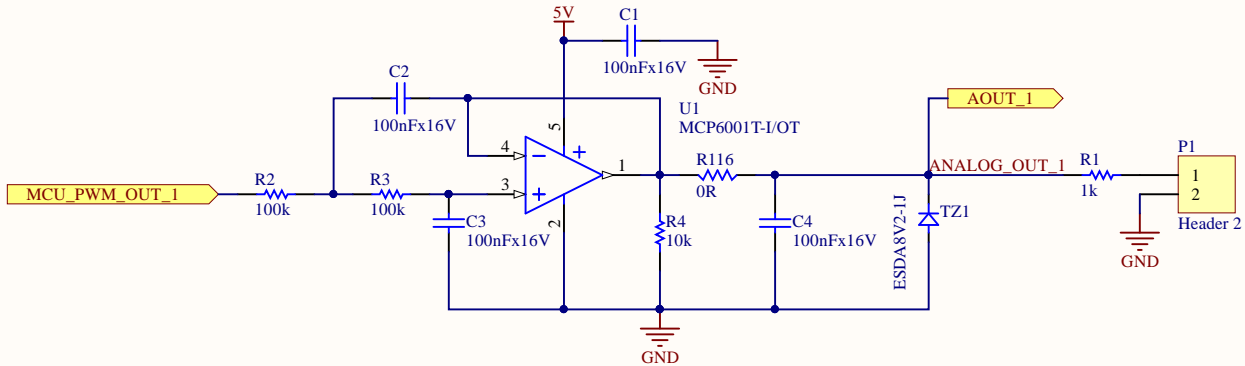 5V
C1
100nFx16V
GND
C2
100nFx16V
U1
MCP6001T-I/OT
AOUT_1
5
4
3
1
2
MCU_PWM_OUT_1
R2
100k
R3
100k
C3
100nFx16V
R116
0R
R4
10k
C4
100nFx16V
ANALOG_OUT_1
TZ1
ESDA8V2-1J
R1
1k
P1
1
2
Header 2
GND
GND